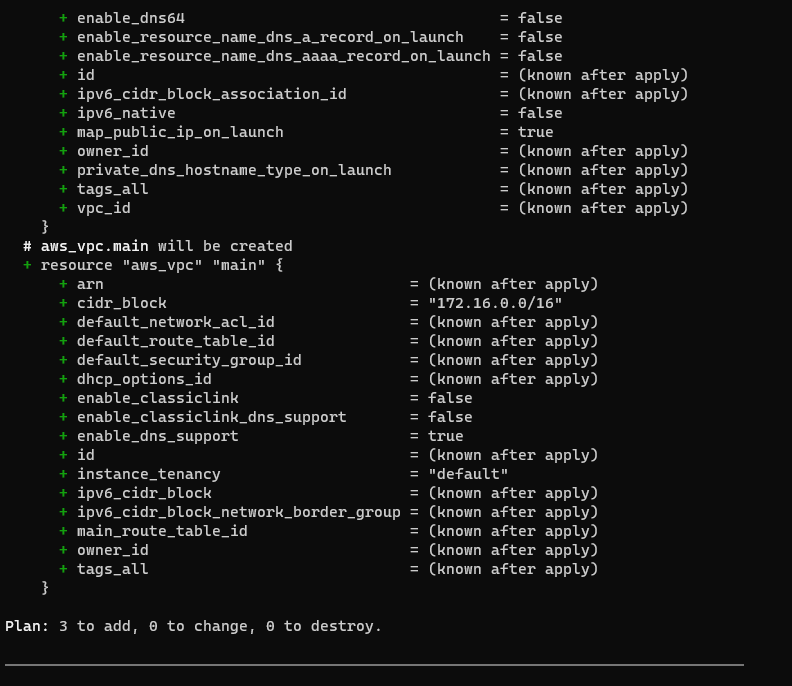 + enable_dns64 = false
+ enable_resource_name_dns_a_record_on_launch = false
+ enable_resource_name_dns_aaaa_record_on_launch = false
+ id = (known after apply)
+ ipv6_cidr_block_association_id = (known after apply)
+ ipv6_native = false
+ map_public_ip_on_launch = true
+ owner_id = (known after apply)
+ private_dns_hostname_type_on_launch = (known after apply)
+ tags_all = (known after apply)
+ vpc_id = (known after apply)
}
# aws_vpc.main will be created
+ resource "aws_vpc" "main" {
+ arn = (known after apply)
+ cidr_block = "172.16.0.0/16"
+ default_network_acl_id = (known after apply)
+ default_route_table_id = (known after apply)
+ default_security_group_id = (known after apply)
+ dhcp_options_id = (known after apply)
+ enable_classiclink = false
+ enable_classiclink_dns_support = false
+ enable_dns_support = true
+ id = (known after apply)
+ instance_tenancy = "default"
+ ipv6_cidr_block = (known after apply)
+ ipv6_cidr_block_network_border_group = (known after apply)
+ main_route_table_id = (known after apply)
+ owner_id = (known after apply)
+ tags_all = (known after apply)
}
Plan: 3 to add, 0 to change, 0 to destroy.